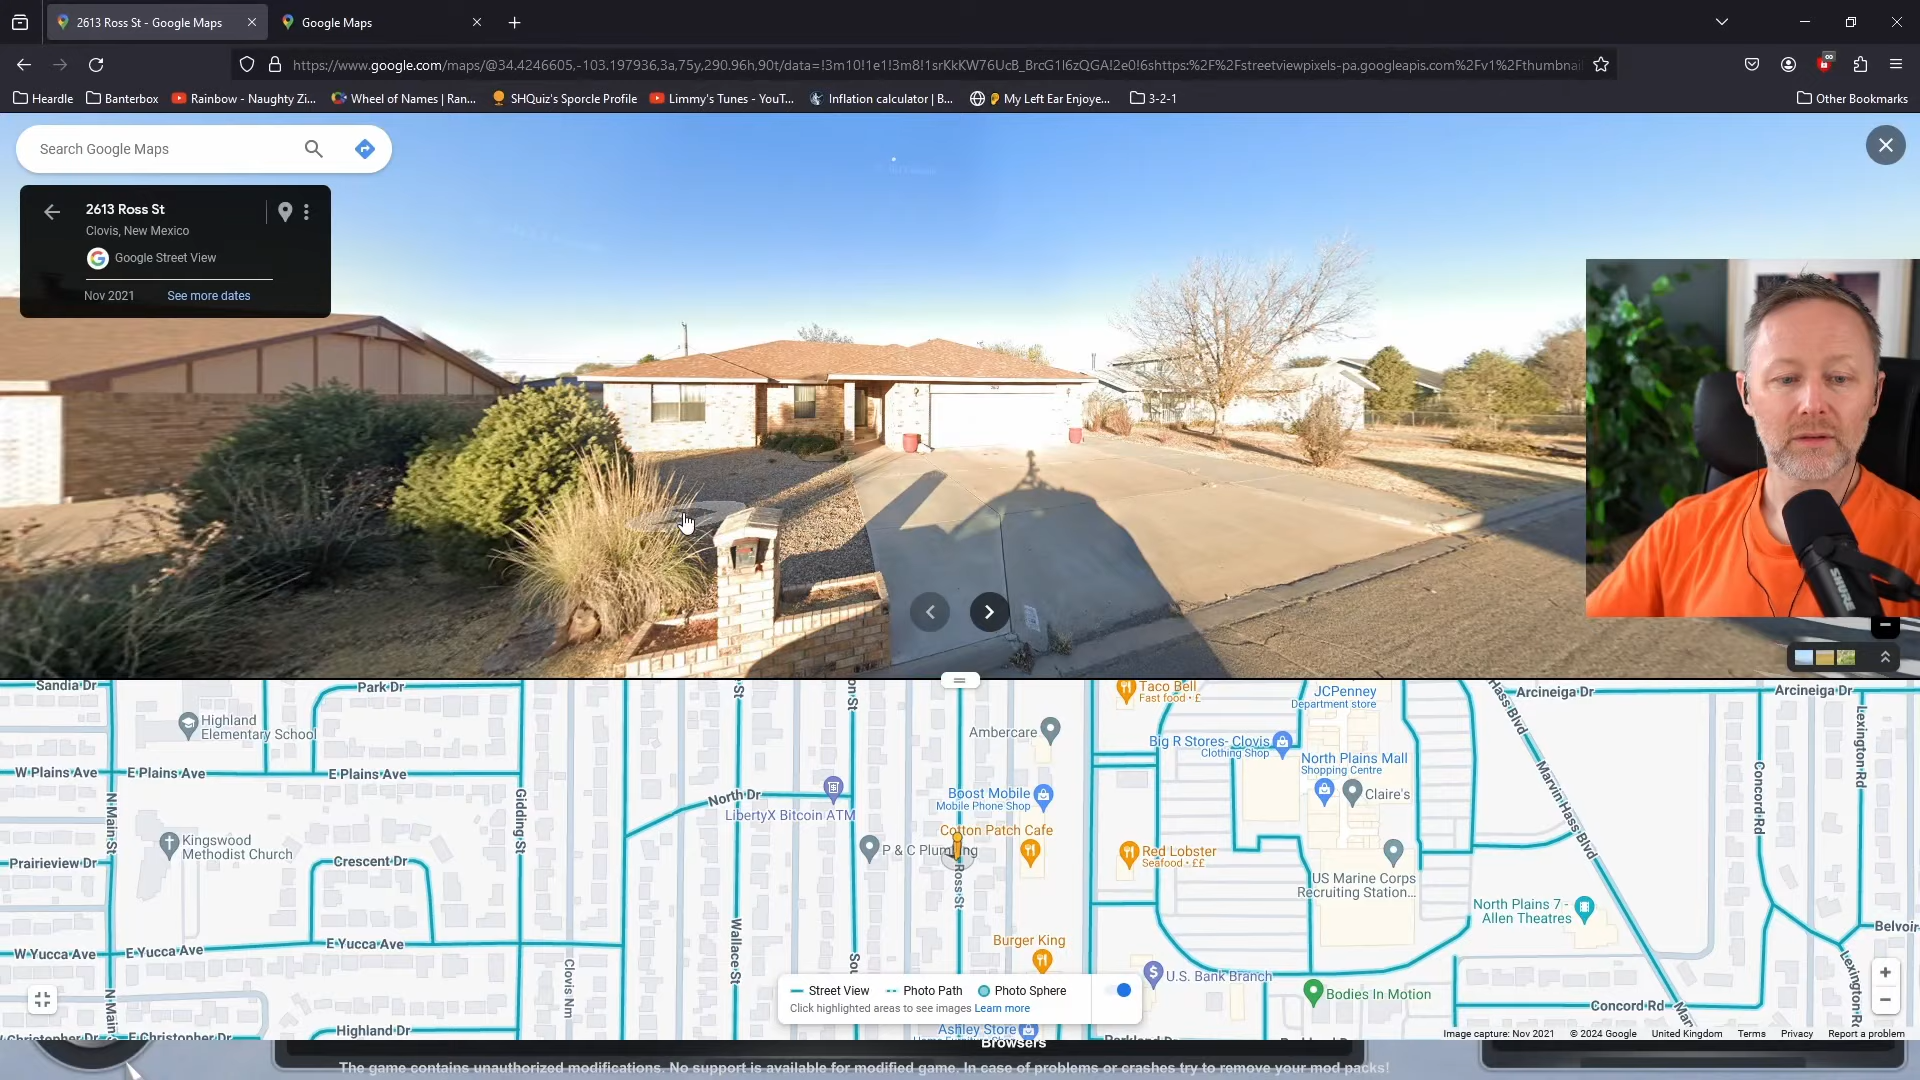 2613 Ross St - Google Maps
Google Maps
https://www.google.com/maps/@34.4246605,-103.197936,3a,75y,290.96h,90t/data=!3m10!1e1!3m8!1srKkKW76UcB_BrcG1I6zQGA!2e0!6shttps:%2F%2Fstreetviewpixels-pa.googleapis.com%2Fv1%2Fthumbnai
Heardle
Banterbox
Rainbow - Naughty Zi...
Wheel of Names | Ran...
SHQuiz's Sporcle Profile
Limmy's Tunes - YouT...
Inflation calculator | B...
My Left Ear Enjoye...
3-2-1
Other Bookmarks
Search Google Maps
2613 Ross St
Clovis, New Mexico
Google Street View
Nov 2021 See more dates
SHURE
Sandia Dr
Park Dr
Taco Bell
Fast food • £
JCPenney
Department store
Arcineiga Dr
Arcineiga Dr
Highland
Elementary School
Ambercare
Big R Stores- Clovis
Clothing Shop
North Plains Mall
Shopping Centre
W Plains Ave
E Plains Ave
E Plains Ave
North Dr
LibertyX Bitcoin ATM
Boost Mobile
Mobile Phone Shop
Claire's
Marvin Hass Blvd
Concord Rd
Lexington Rd
N Main St
Gidding St
Kingswood
Methodist Church
Cotton Patch Cafe
P & C Plumbing
Red Lobster
Seafood • ££
Prairieview Dr
Crescent Dr
Ross St
US Marine Corps
Recruiting Station...
North Plains 7 -
Allen Theatres
W Yucca Ave
E Yucca Ave
E Yucca Ave
Wallace St
Burger King
Belvoir
U.S. Bank Branch
Bodies In Motion
Concord Rd
Lexington Rd
Street View
Photo Path
Photo Sphere
Click highlighted areas to see images Learn more
Highland Dr
Ashley Store
E Christopher Dr
Image capture: Nov 2021 © 2024 Google United Kingdom Terms Privacy Report a problem
Browsers
The game contains unauthorized modifications. No support is available for modified game. In case of problems or crashes try to remove your mod packs!